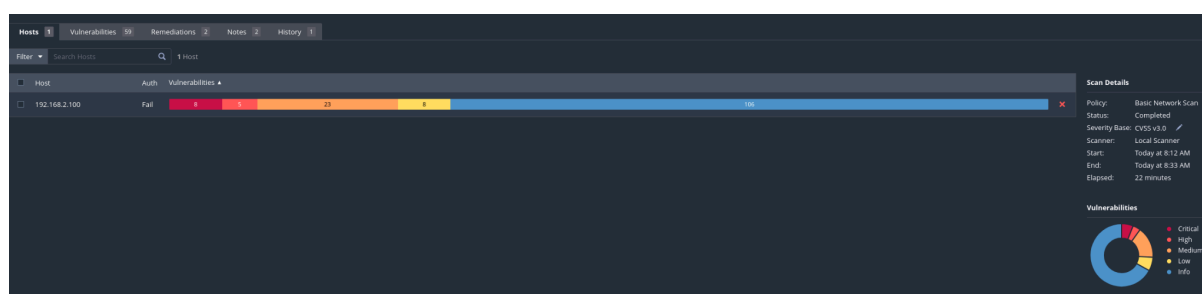 Hosts 1 Vulnerabilities 59 Remediations 2 Notes 2 History 1
Filter Search Hosts 1 Host
Host Auth Vulnerabilities
192.168.2.100 Fail 8 5 23 8 106
Scan Details
Policy: Basic Network Scan
Status: Completed
Severity Base: CVSS v3.0
Scanner: Local Scanner
Start: Today at 8:12 AM
End: Today at 8:33 AM
Elapsed: 22 minutes
Vulnerabilities
Critical
High
Medium
Low
Info